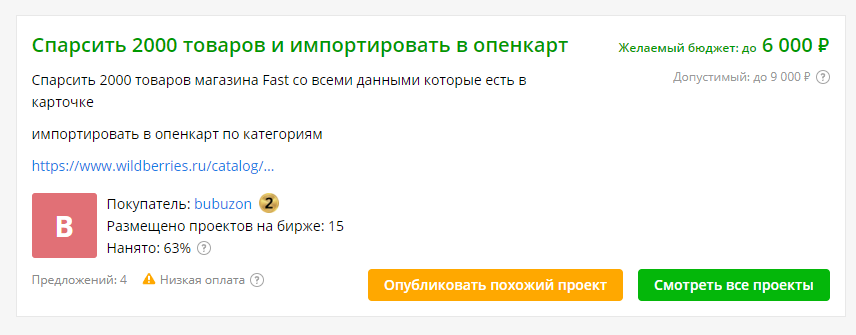 Спарсить 2000 товаров и импортировать в опенкарт
Желаемый бюджет: до 6 000 ₽
Допустимый: до 9 000 ₽ ?
Спарсить 2000 товаров магазина Fast со всеми данными которые есть в
карточке
импортировать в опенкарт по категориям
https://www.wildberries.ru/catalog/...
B
Покупатель: bubuzon 2
Размещено проектов на бирже: 15
Нанято: 63% ?
Предложений: 4 Низкая оплата ?
Опубликовать похожий проект
Смотреть все проекты